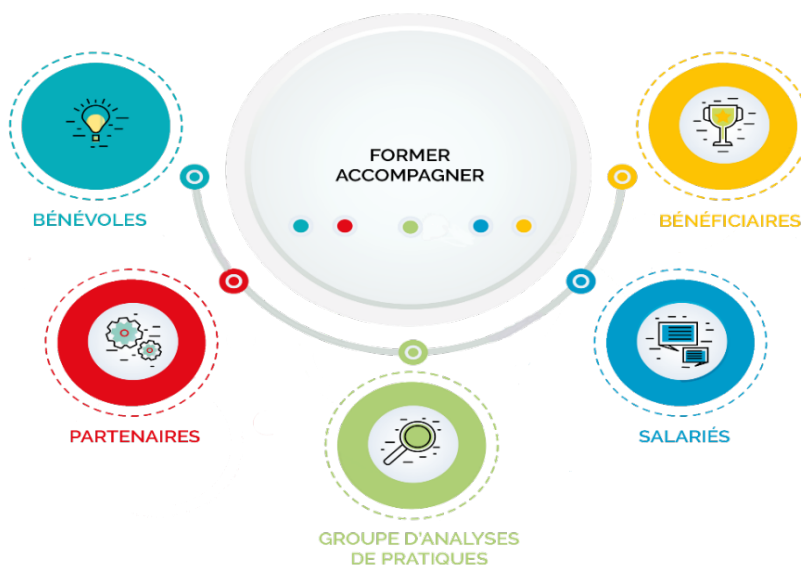 FORMER
ACCOMPAGNER
BÉNÉVOLES
BÉNÉFICIAIRES
PARTENAIRES
SALARIÉS
GROUPE D'ANALYSES
DE PRATIQUES